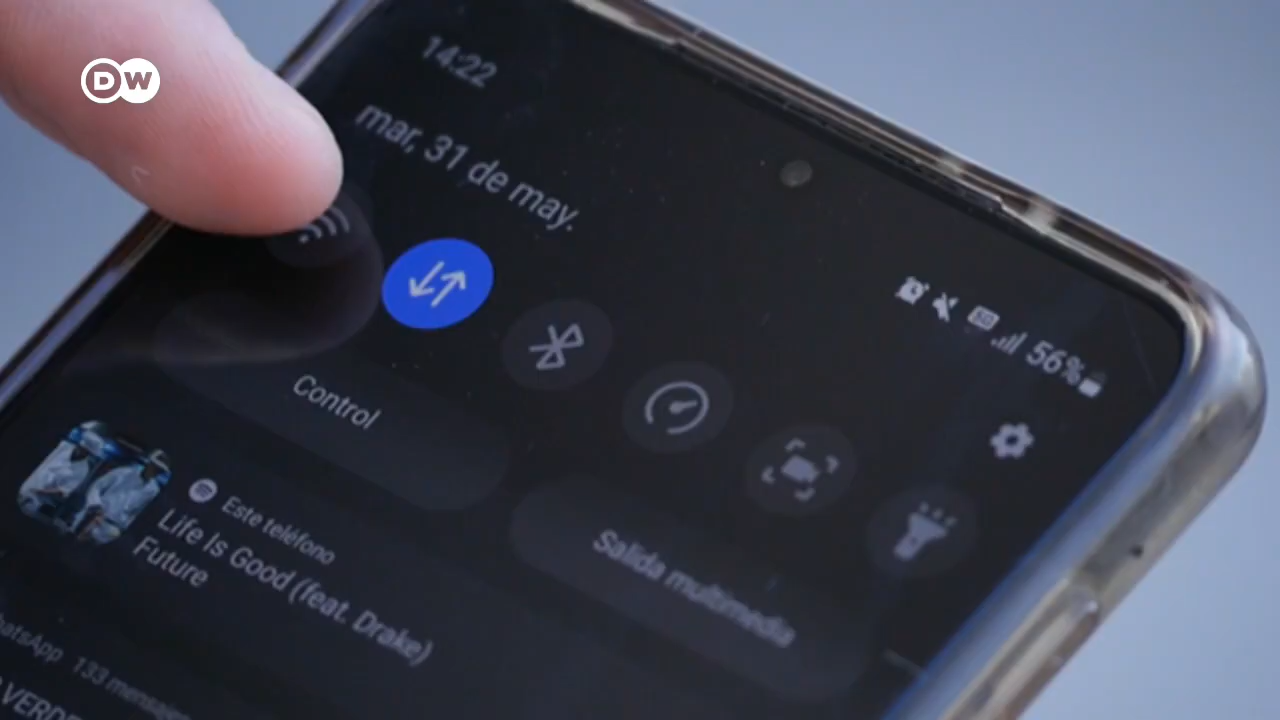 DW
14:22
mar, 31 de may.
56%
Control
Salida multimedia
Este teléfono
Life Is Good (feat. Drake)
Future
133
VERDE